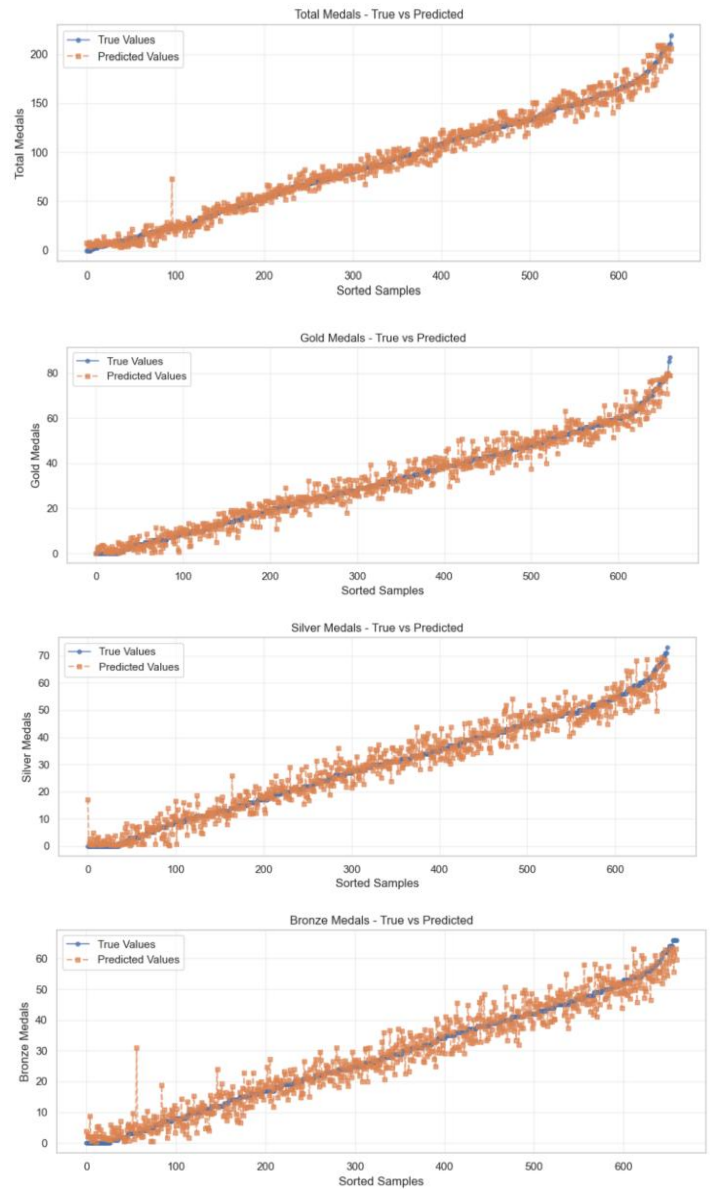 Total Medals - True vs Predicted
True Values
Predicted Values
200
150
100
50
0
Total Medals
0 100 200 300 400 500 600
Sorted Samples
Gold Medals - True vs Predicted
True Values
Predicted Values
80
60
40
20
0
Gold Medals
0 100 200 300 400 500 600
Sorted Samples
Silver Medals - True vs Predicted
True Values
Predicted Values
70
60
50
40
30
20
10
0
Silver Medals
0 100 200 300 400 500 600
Sorted Samples
Bronze Medals - True vs Predicted
True Values
Predicted Values
60
50
40
30
20
10
0
Bronze Medals
0 100 200 300 400 500 600
Sorted Samples